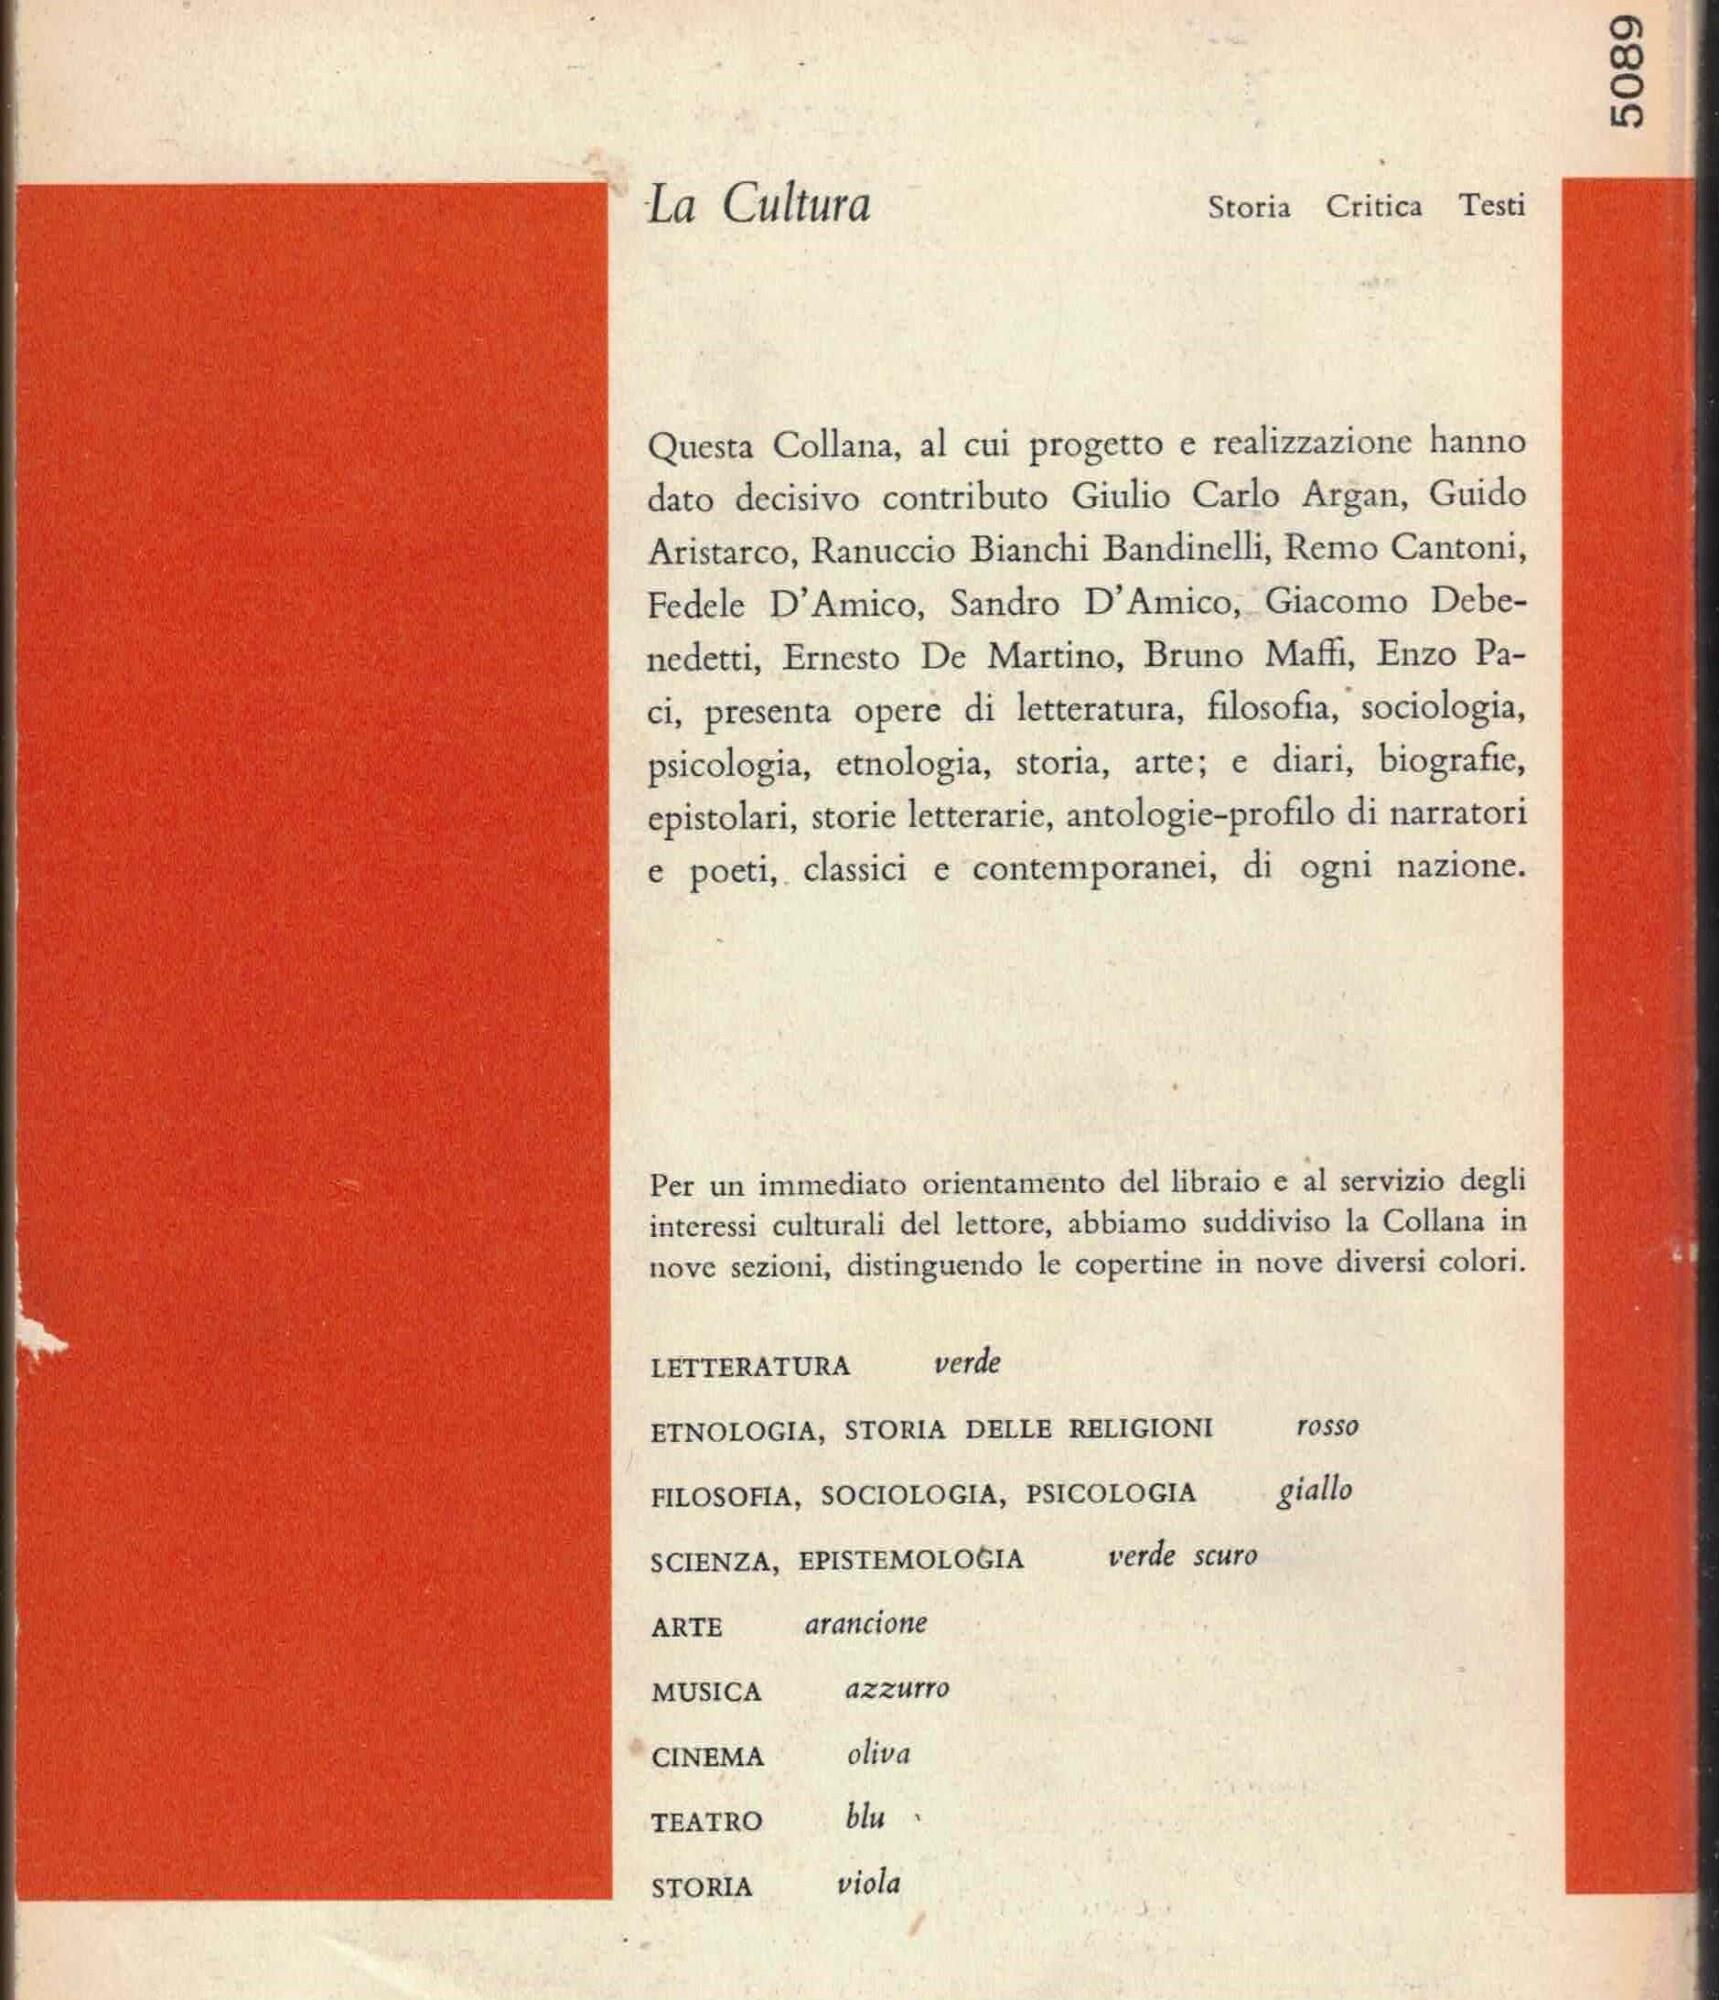 5089
La Cultura Storia Critica Testi
Questa Collana, al cui progetto e realizzazione hanno
dato decisivo contributo Giulio Carlo Argan, Guido
Aristarco, Ranuccio Bianchi Bandinelli, Remo Cantoni,
Fedele D'Amico, Sandro D'Amico, Giacomo Debe-
nedetti, Ernesto De Martino, Bruno Maffi, Enzo Pa-
ci, presenta opere di letteratura, filosofia, sociologia,
psicologia, etnologia, storia, arte; e diari, biografie,
epistolari, storie letterarie, antologie-profilo di narratori
e poeti, classici e contemporanei, di ogni nazione.
Per un immediato orientamento del libraio e al servizio degli
interessi culturali del lettore, abbiamo suddiviso la Collana in
nove sezioni, distinguendo le copertine in nove diversi colori.
LETTERATURA verde
ETNOLOGIA, STORIA DELLE RELIGIONI rosso
FILOSOFIA, SOCIOLOGIA, PSICOLOGIA giallo
SCIENZA, EPISTEMOLOGIA verde scuro
ARTE arancione
MUSICA azzurro
CINEMA oliva
TEATRO blu
STORIA viola